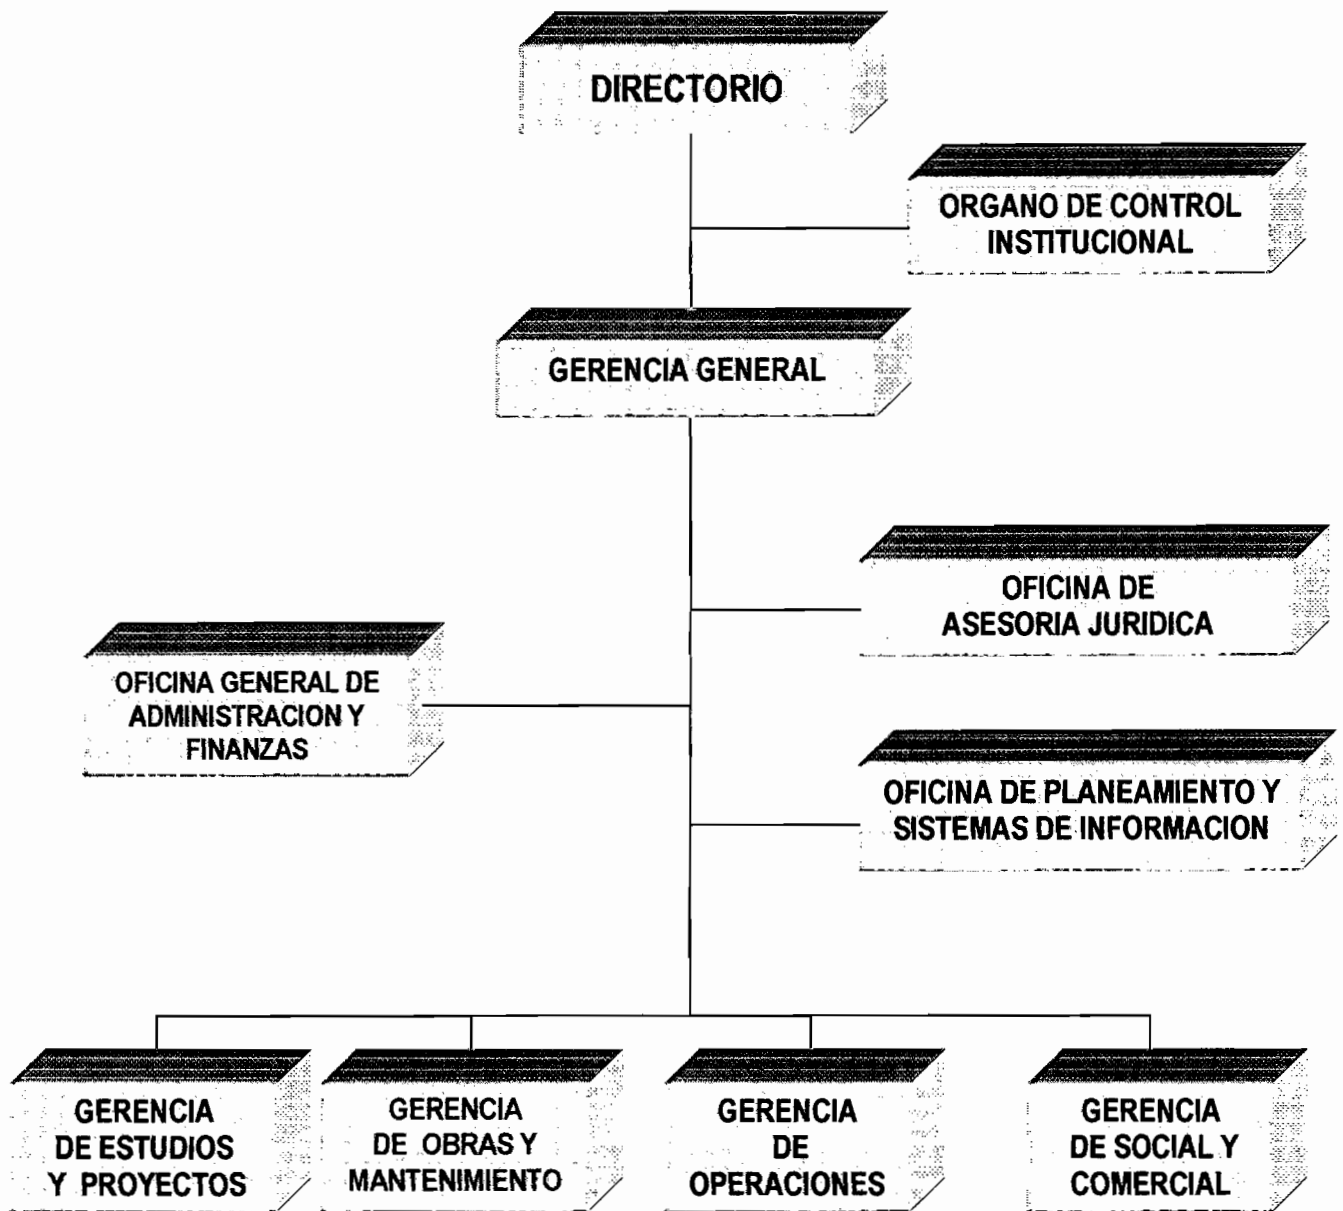 DIRECTORIO
ORGANO DE CONTROL
INSTITUCIONAL
GERENCIA GENERAL
OFICINA DE
ASESORIA JURIDICA
OFICINA GENERAL DE
ADMINISTRACION Y
FINANZAS
OFICINA DE PLANEAMIENTO Y
SISTEMAS DE INFORMACION
GERENCIA
DE ESTUDIOS
Y PROYECTOS
GERENCIA
DE OBRAS Y
MANTENIMIENTO
GERENCIA
DE
OPERACIONES
GERENCIA
DE SOCIAL Y
COMERCIAL